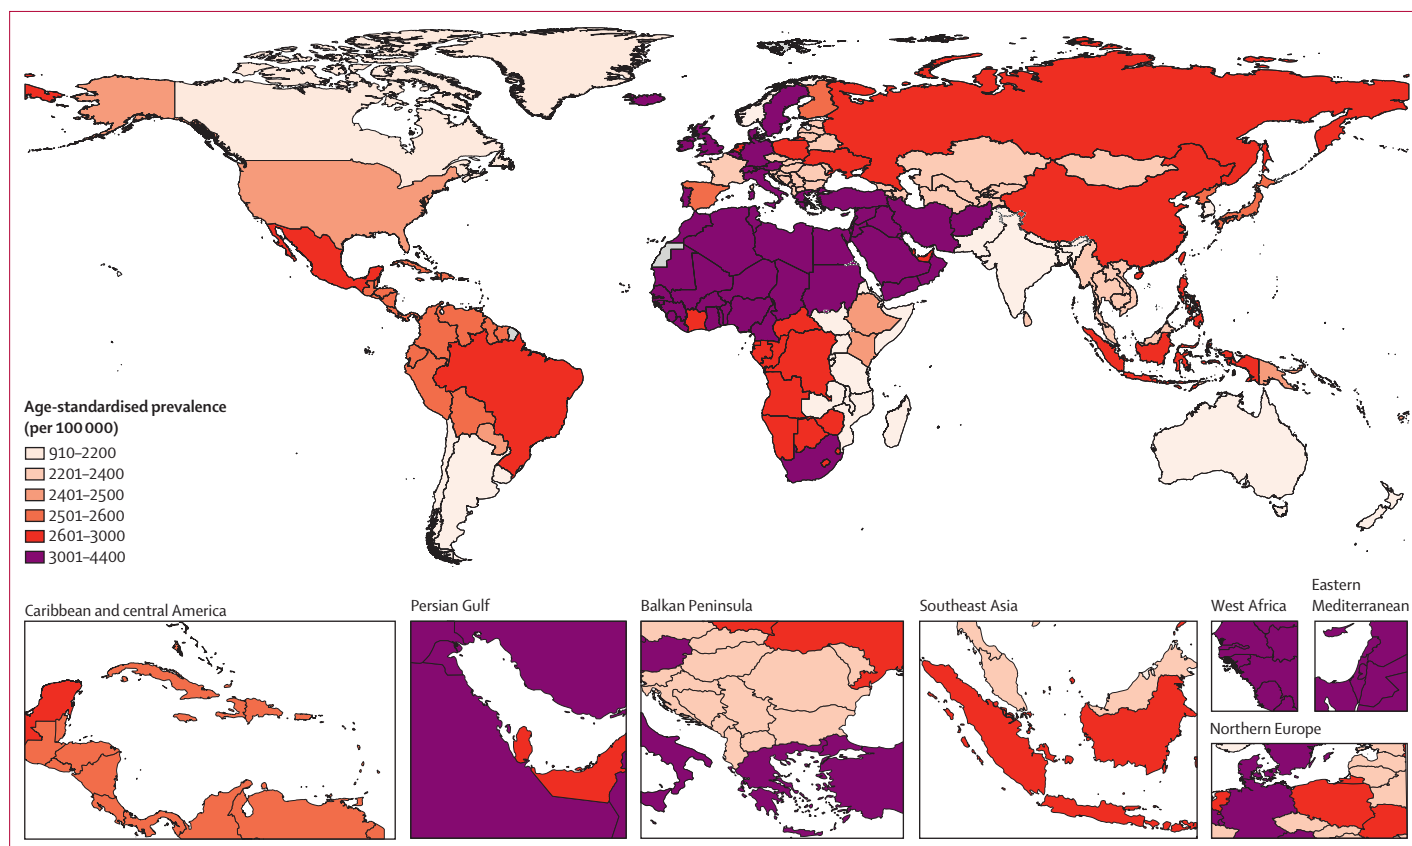 Age-standardised prevalence
(per 100 000)
910–2200
2201–2400
2401–2500
2501–2600
2601–3000
3001–4400
Caribbean and central America
Persian Gulf
Balkan Peninsula
Southeast Asia
West Africa
Eastern
Mediterranean
Northern Europe